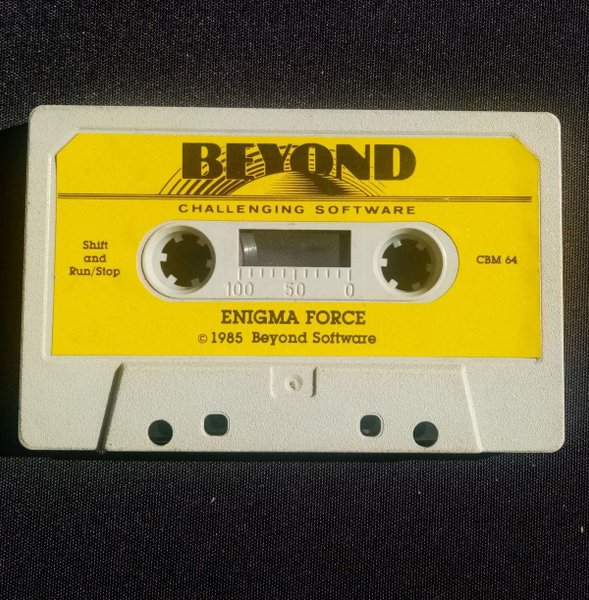 BEYOND
CHALLENGING SOFTWARE
Shift
and
Run/Stop
CBM 64
100 50 0
ENIGMA FORCE
© 1985 Beyond Software